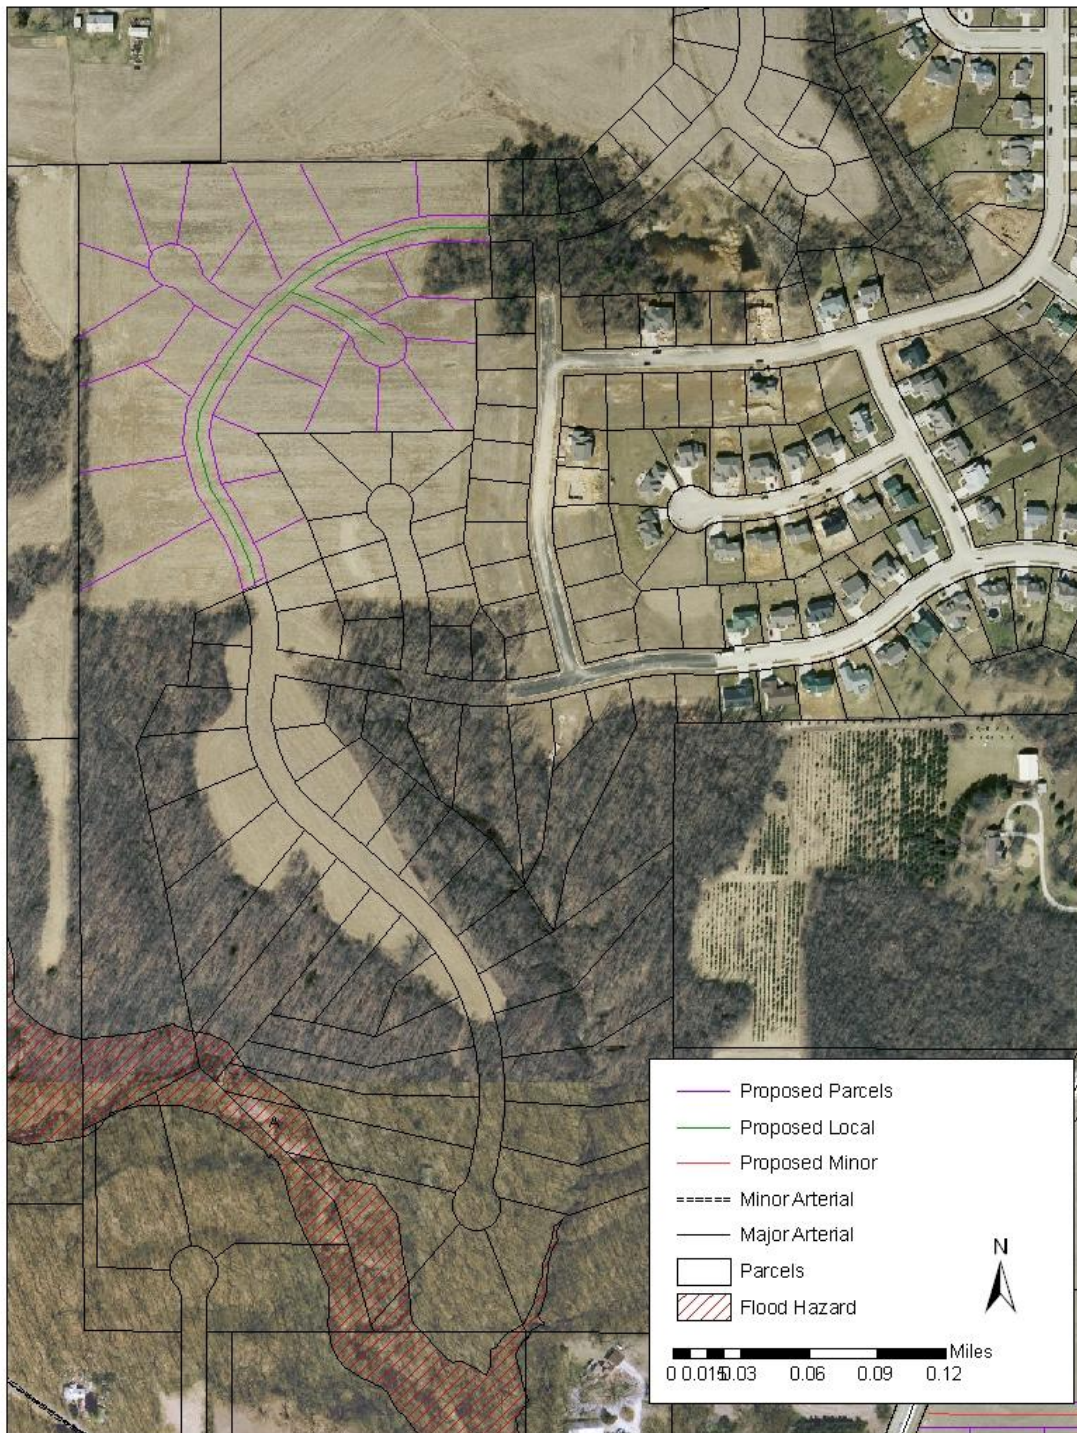 Proposed Parcels
Proposed Local
Proposed Minor
Minor Arterial
Major Arterial
Parcels
Flood Hazard
N
Miles
0 0.015 0.03 0.06 0.09 0.12